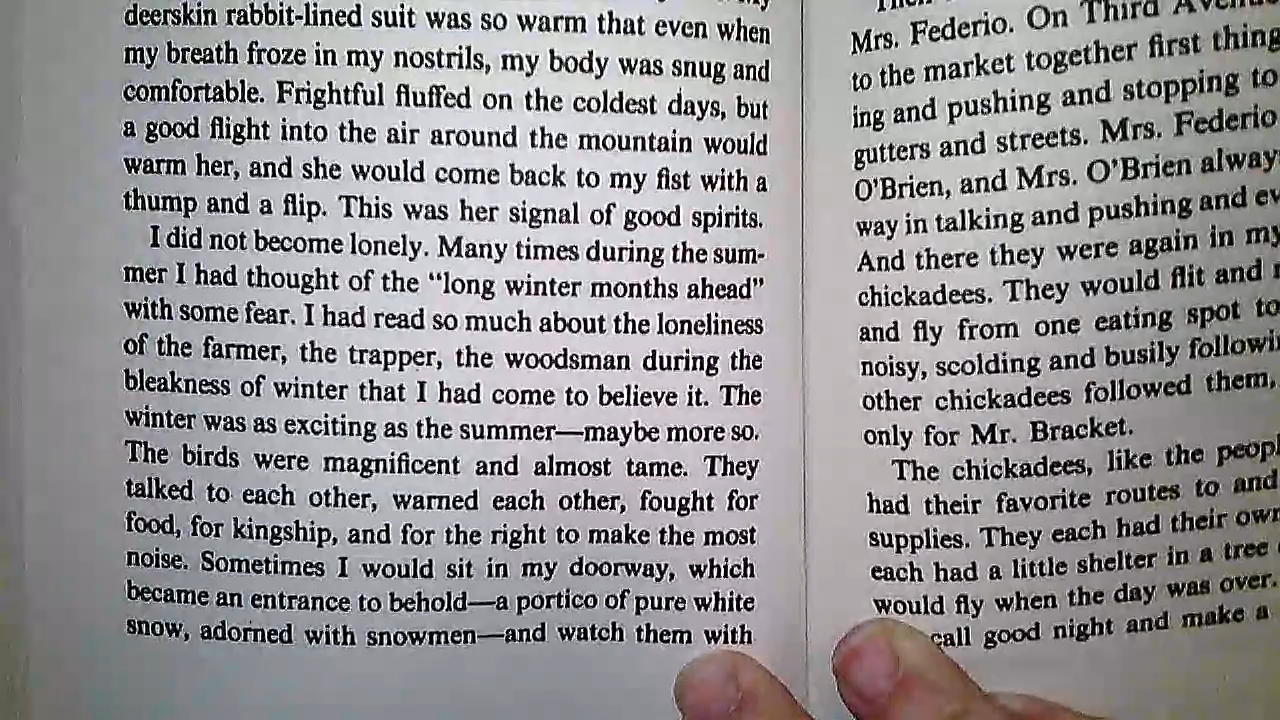 deerskin rabbit-lined suit was so warm that even when
my breath froze in my nostrils, my body was snug and
comfortable. Frightful fluffed on the coldest days, but
a good flight into the air around the mountain would
warm her, and she would come back to my fist with a
thump and a flip. This was her signal of good spirits.
I did not become lonely. Many times during the sum-
mer I had thought of the “long winter months ahead”
with some fear. I had read so much about the loneliness
of the farmer, the trapper, the woodsman during the
bleakness of winter that I had come to believe it. The
winter was as exciting as the summer—maybe more so.
The birds were magnificent and almost tame. They
talked to each other, warned each other, fought for
food, for kingship, and for the right to make the most
noise. Sometimes I would sit in my doorway, which
became an entrance to behold—a portico of pure white
snow, adorned with snowmen—and watch them with
Mrs. Federio. On Third
to the market together first thing
ing and pushing and stopping to
gutters and streets. Mrs. Federio
O’Brien, and Mrs. O’Brien
way in talking and pushing and
And there they were again in
chickadees. They would flit and
and fly from one eating spot to
noisy, scolding and busily
other chickadees followed them,
only for Mr. Bracket.
The chickadees, like the
had their favorite routes to and
supplies. They each had their
each had a little shelter in a tree
would fly when the day was over.
call good night and make a